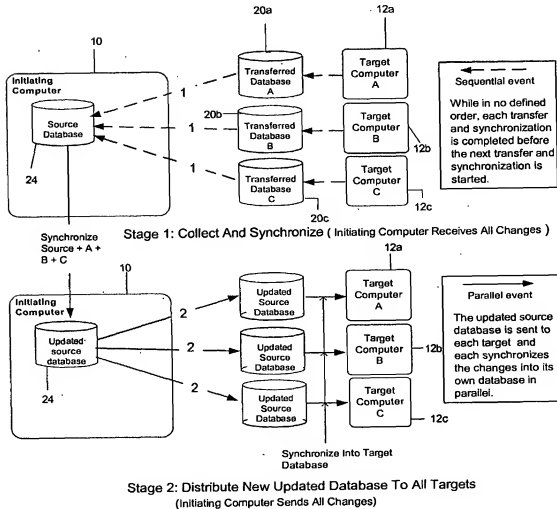 10
20a
12a
Initiating
Computer
Source
Database
24
1
1
1
Transferred
Database
A
20b
Transferred
Database
B
Transferred
Database
C
20c
Target
Computer
A
Target
Computer
B
12b
Target
Computer
C
12c
Sequential event
While in no defined
order, each transfer
and synchronization
is completed before
the next transfer and
synchronization is
started.
Stage 1: Collect And Synchronize ( Initiating Computer Receives All Changes )
Synchronize
Source + A +
B + C
10
12a
Initiating
Computer
Updated
source
database
24
2
2
2
Updated
Source
Database
Updated
Source
Database
Updated
Source
Database
Target
Computer
A
Target
Computer
B
12b
Target
Computer
C
12c
Parallel event
The updated source
database is sent to
each target and
each synchronizes
the changes into its
own database in
parallel.
Synchronize Into Target
Database
Stage 2: Distribute New Updated Database To All Targets
(Initiating Computer Sends All Changes)